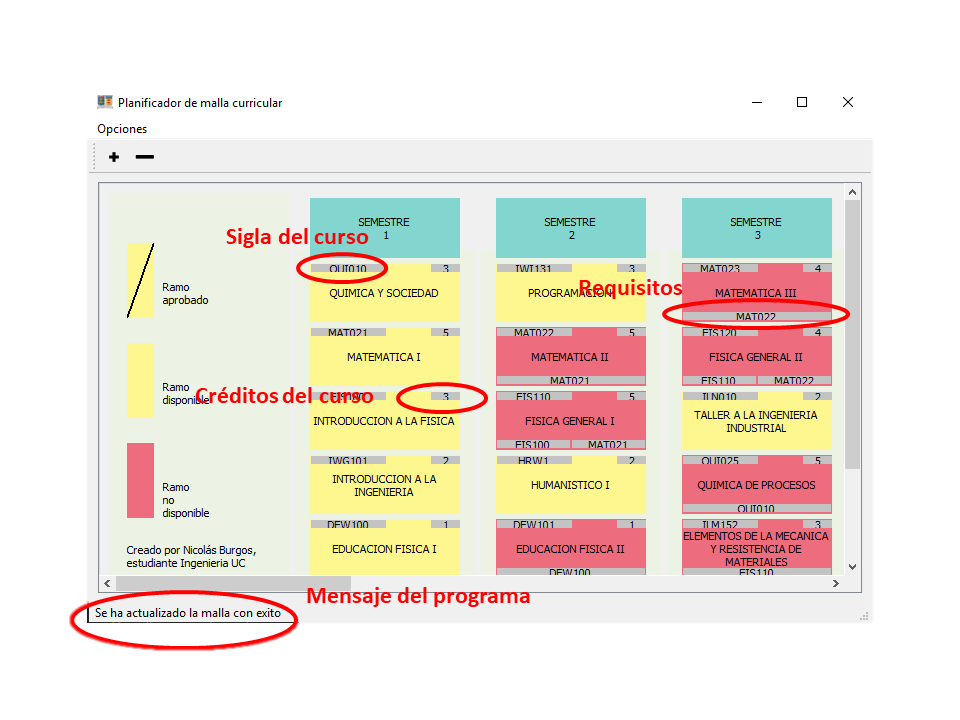 Planificador de malla curricular
Opciones
SEMESTRE
1
SEMESTRE
2
SEMESTRE
3
Sigla del curso
QUI010 3
QUIMICA Y SOCIEDAD
IWI131 3
PROGRAMACION
Requisitos
MAT023 4
MATEMATICA III
MAT022
Ramo
aprobado
MAT021 5
MATEMATICA I
MAT022 5
MATEMATICA II
MAT021
FIS120 4
FISICA GENERAL II
FIS110 MAT022
Ramo
disponible
Créditos del curso
FIS100 3
INTRODUCCION A LA FISICA
FIS110 5
FISICA GENERAL I
FIS100 MAT021
ILN010 2
TALLER A LA INGENIERIA
INDUSTRIAL
Ramo
no
disponible
IWG101 2
INTRODUCCION A LA
INGENIERIA
HRW1 2
HUMANISTICO I
QUI025 5
QUIMICA DE PROCESOS
QUI010
DEW100 1
EDUCACION FISICA I
DEW101 1
EDUCACION FISICA II
DEW100
ILM152 3
ELEMENTOS DE LA MECANICA
Y RESISTENCIA DE
MATERIALES
FIS110
Creado por Nicolás Burgos,
estudiante Ingenieria UC
Mensaje del programa
Se ha actualizado la malla con exito